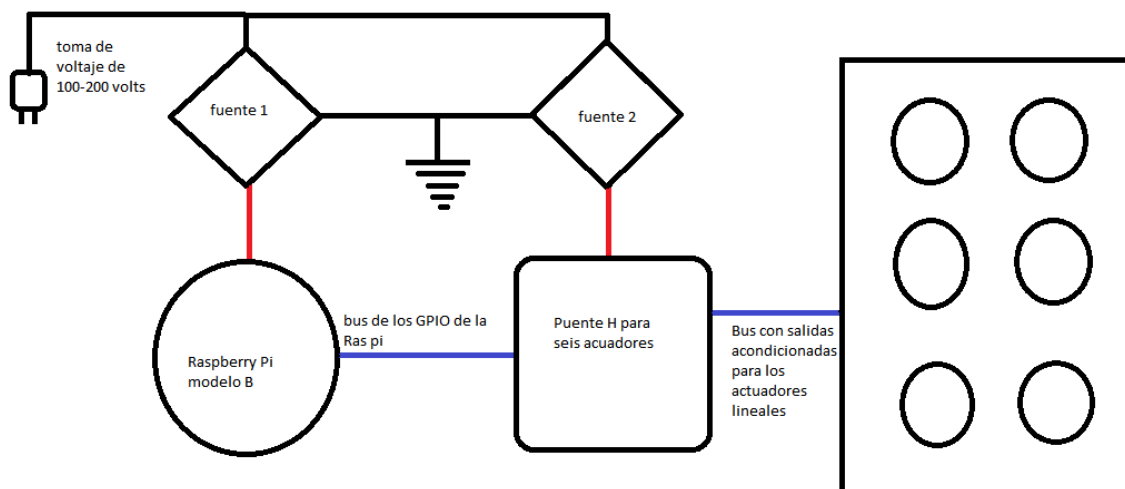 toma de
voltaje de
100-200 volts
fuente 1
fuente 2
bus de los GPIO de la
Ras pi
Raspberry Pi
modelo B
Puente H para
seis acuadores
Bus con salidas
acondicionadas
para los
actuadores
lineales